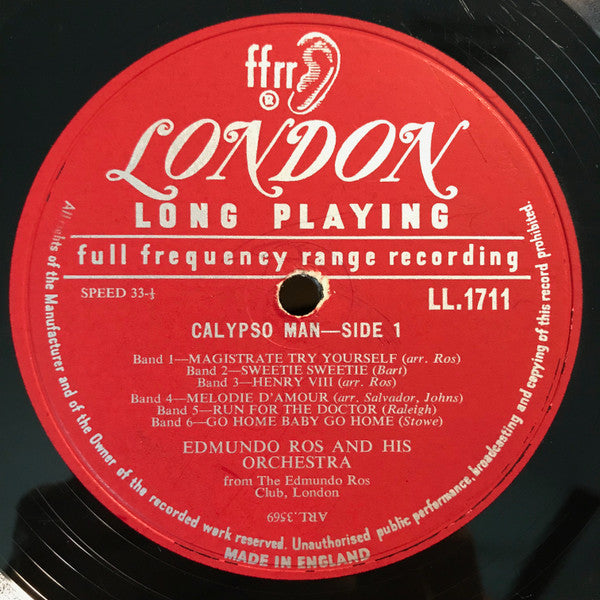 ffrr
®
LONDON
LONG PLAYING
full frequency range recording
SPEED 33-⅓
LL.1711
CALYPSO MAN—SIDE 1
Band 1—MAGISTRATE TRY YOURSELF (arr. Ros)
Band 2—SWEETIE SWEETIE (Bart)
Band 3—HENRY VIII (arr. Ros)
Band 4—MELODIE D'AMOUR (arr. Salvador, Johns)
Band 5—RUN FOR THE DOCTOR (Raleigh)
Band 6—GO HOME BABY GO HOME (Stowe)
EDMUNDO ROS AND HIS
ORCHESTRA
from The Edmundo Ros
Club, London
ARL.3569
All rights of the Manufacturer and of the Owner of the recorded work reserved. Unauthorised public performance, broadcasting and copying of this record prohibited.
MADE IN ENGLAND